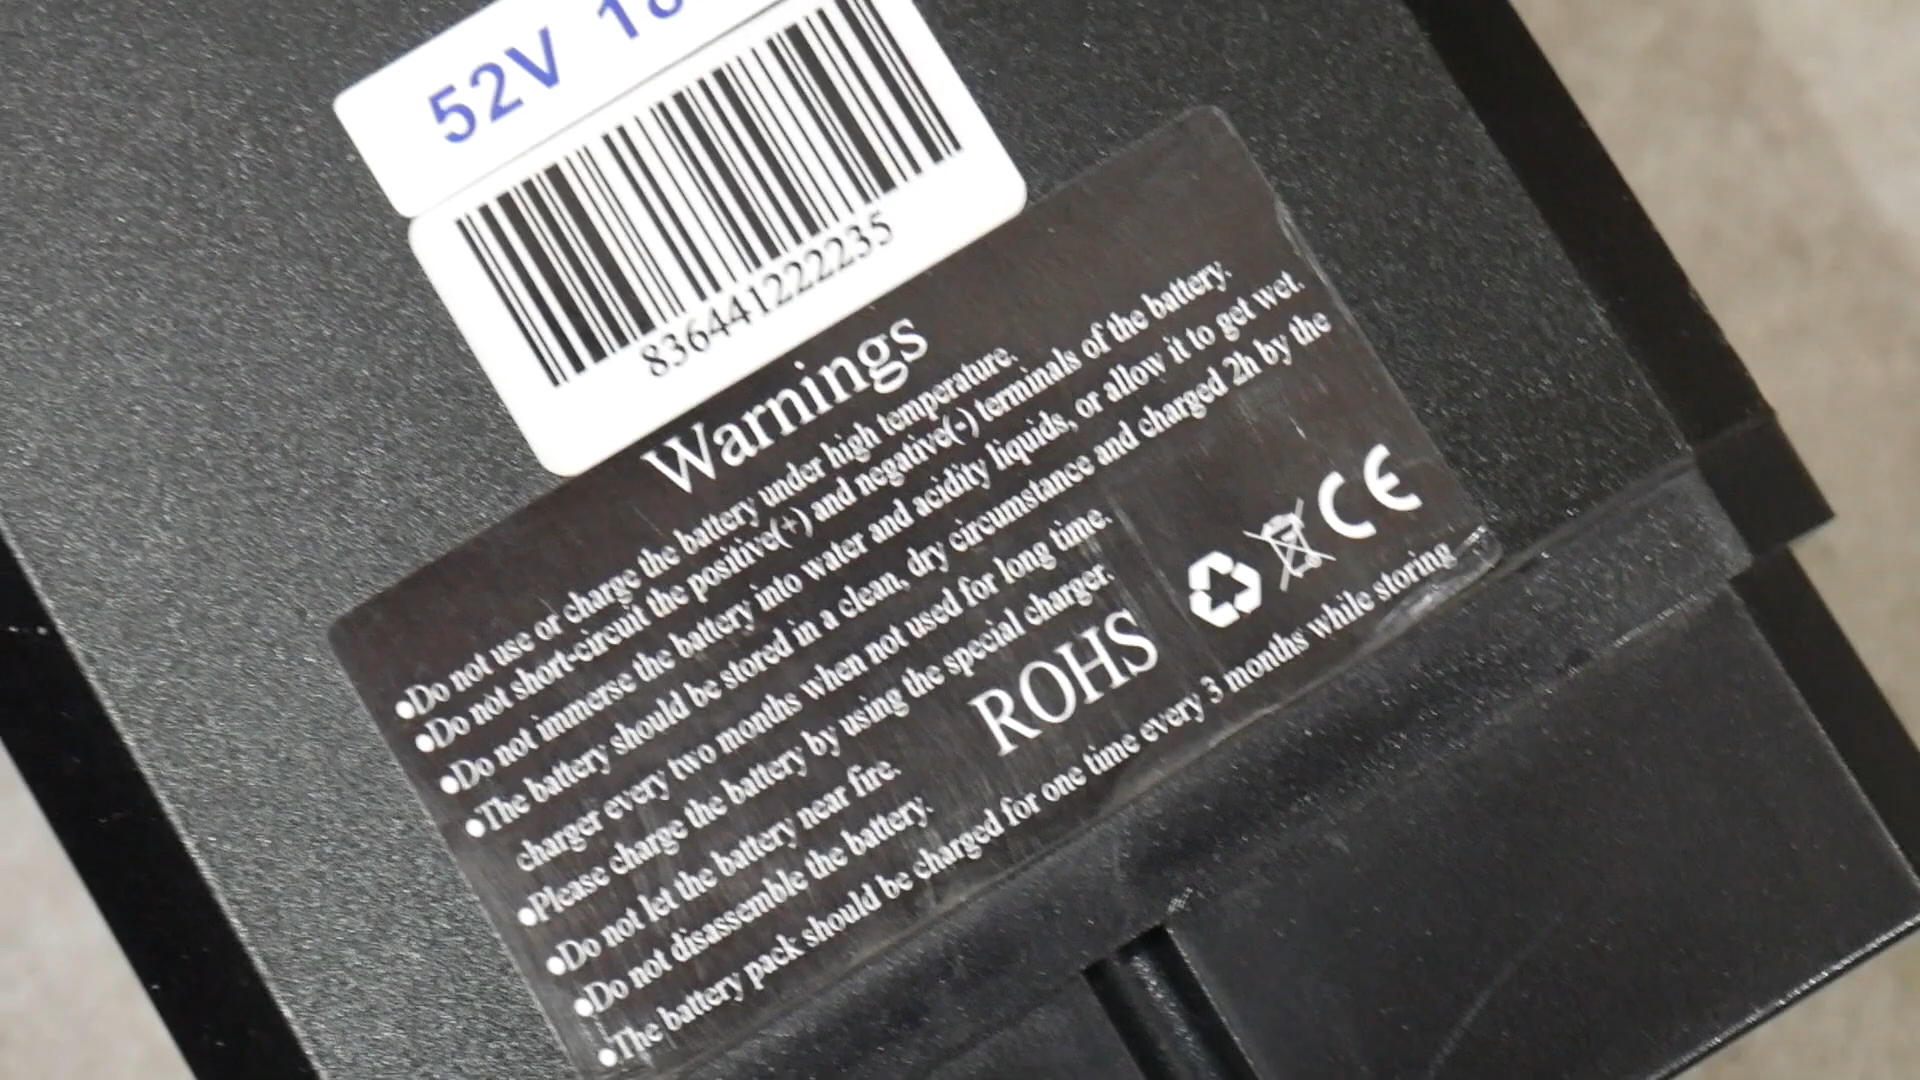 52V
83644122235
Warnings
●Do not use or charge the battery under high temperature.
●Do not short-circuit the positive(+) and negative(-) terminals of the battery.
●Do not immerse the battery into water and acidity liquids, or allow it to get wet.
●The battery should be stored in a clean, dry circumstance and charged 2h by the
charger every two months when not used for long time.
●Please charge the battery by using the special charger.
●Do not let the battery near fire.
●Do not disassemble the battery.
ROHS
CE
●The battery pack should be charged for one time every 3 months while storing